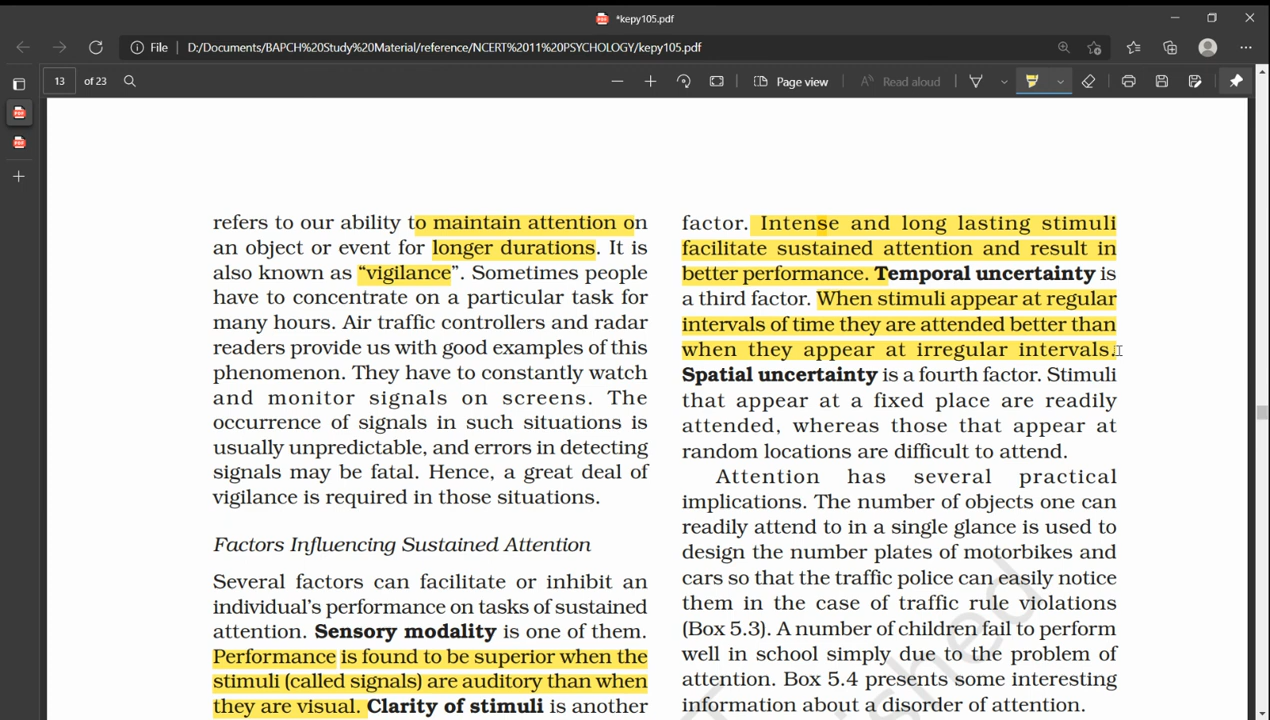 *kepy105.pdf
File D:/Documents/BAPCH%20Study%20Material/reference/NCERT%2011%20PSYCHOLOGY/kepy105.pdf
13 of 23 Page view Read aloud
refers to our ability to maintain attention on
an object or event for longer durations. It is
also known as “vigilance”. Sometimes people
have to concentrate on a particular task for
many hours. Air traffic controllers and radar
readers provide us with good examples of this
phenomenon. They have to constantly watch
and monitor signals on screens. The
occurrence of signals in such situations is
usually unpredictable, and errors in detecting
signals may be fatal. Hence, a great deal of
vigilance is required in those situations.
Factors Influencing Sustained Attention
Several factors can facilitate or inhibit an
individual’s performance on tasks of sustained
attention. Sensory modality is one of them.
Performance is found to be superior when the
stimuli (called signals) are auditory than when
they are visual. Clarity of stimuli is another
factor. Intense and long lasting stimuli
facilitate sustained attention and result in
better performance. Temporal uncertainty is
a third factor. When stimuli appear at regular
intervals of time they are attended better than
when they appear at irregular intervals.
Spatial uncertainty is a fourth factor. Stimuli
that appear at a fixed place are readily
attended, whereas those that appear at
random locations are difficult to attend.
Attention has several practical
implications. The number of objects one can
readily attend to in a single glance is used to
design the number plates of motorbikes and
cars so that the traffic police can easily notice
them in the case of traffic rule violations
(Box 5.3). A number of children fail to perform
well in school simply due to the problem of
attention. Box 5.4 presents some interesting
information about a disorder of attention.